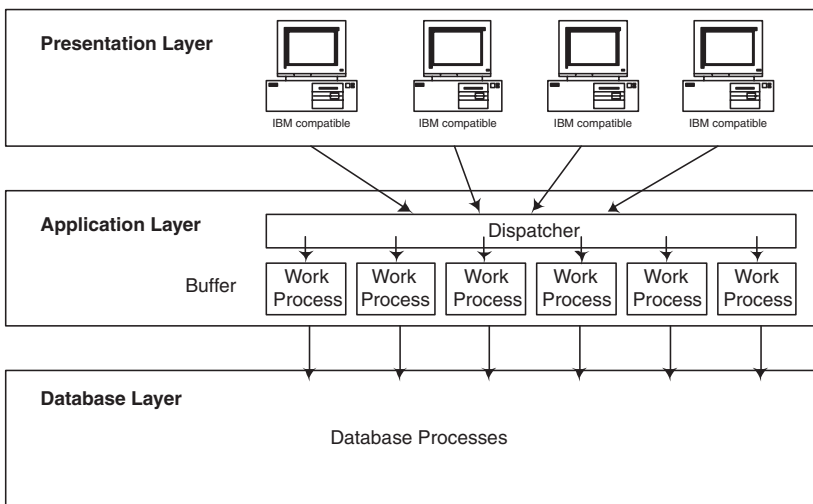 Presentation Layer
IBM compatible
IBM compatible
IBM compatible
IBM compatible
Application Layer
Dispatcher
Buffer
Work
Process
Work
Process
Work
Process
Work
Process
Work
Process
Work
Process
Database Layer
Database Processes